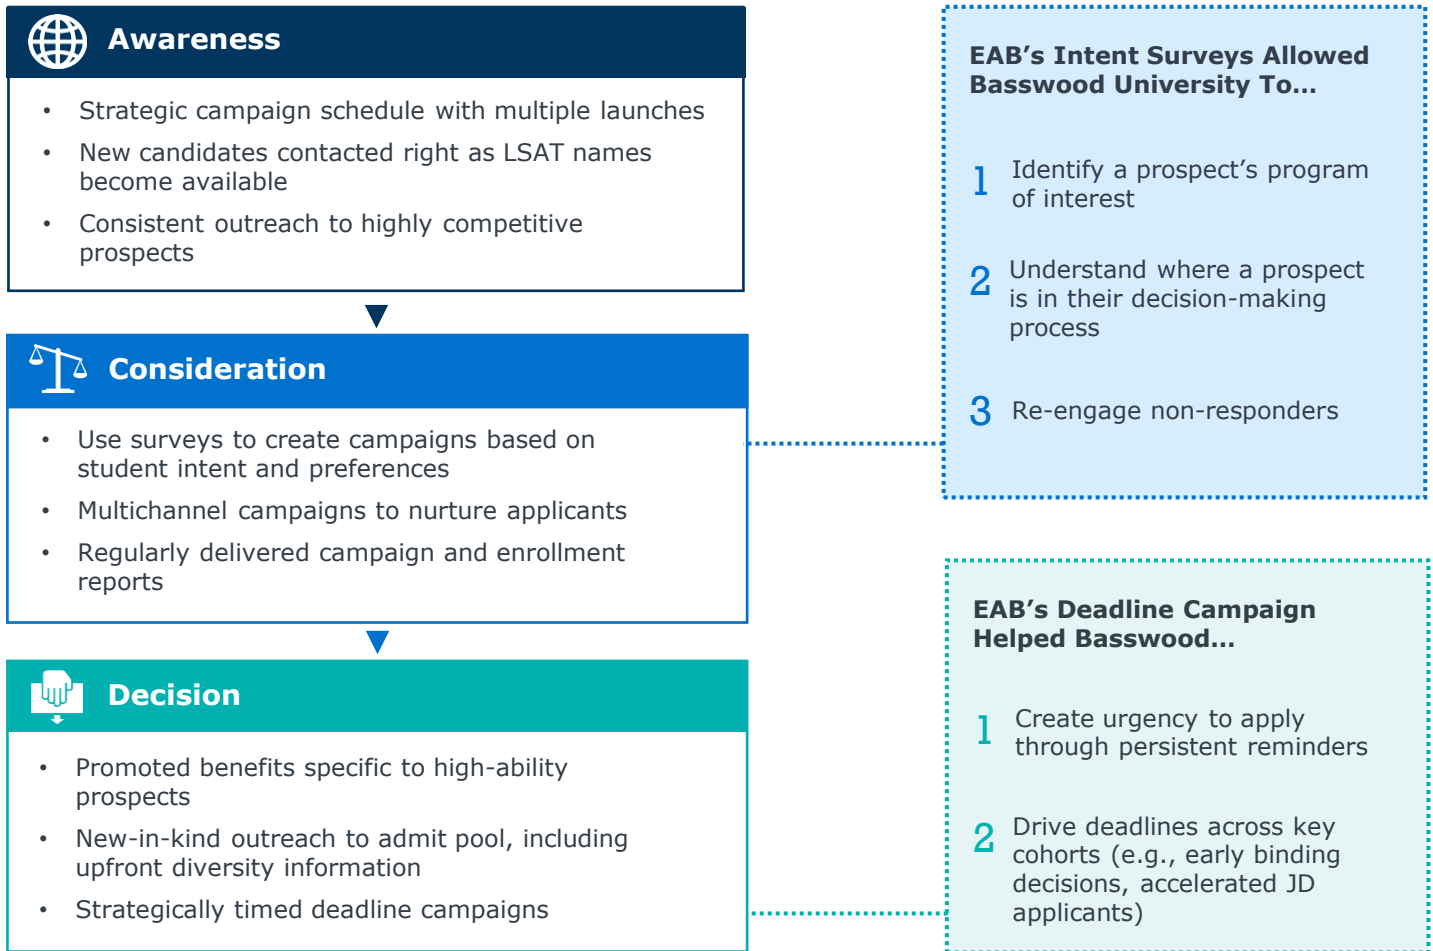 Awareness
• Strategic campaign schedule with multiple launches
• New candidates contacted right as LSAT names
become available
• Consistent outreach to highly competitive
prospects
Consideration
• Use surveys to create campaigns based on
student intent and preferences
• Multichannel campaigns to nurture applicants
• Regularly delivered campaign and enrollment
reports
Decision
• Promoted benefits specific to high-ability
prospects
• New-in-kind outreach to admit pool, including
upfront diversity information
• Strategically timed deadline campaigns
EAB's Intent Surveys Allowed
Basswood University To...
1 Identify a prospect's program
of interest
2 Understand where a prospect
is in their decision-making
process
3 Re-engage non-responders
EAB's Deadline Campaign
Helped Basswood...
1 Create urgency to apply
through persistent reminders
2 Drive deadlines across key
cohorts (e.g., early binding
decisions, accelerated JD
applicants)